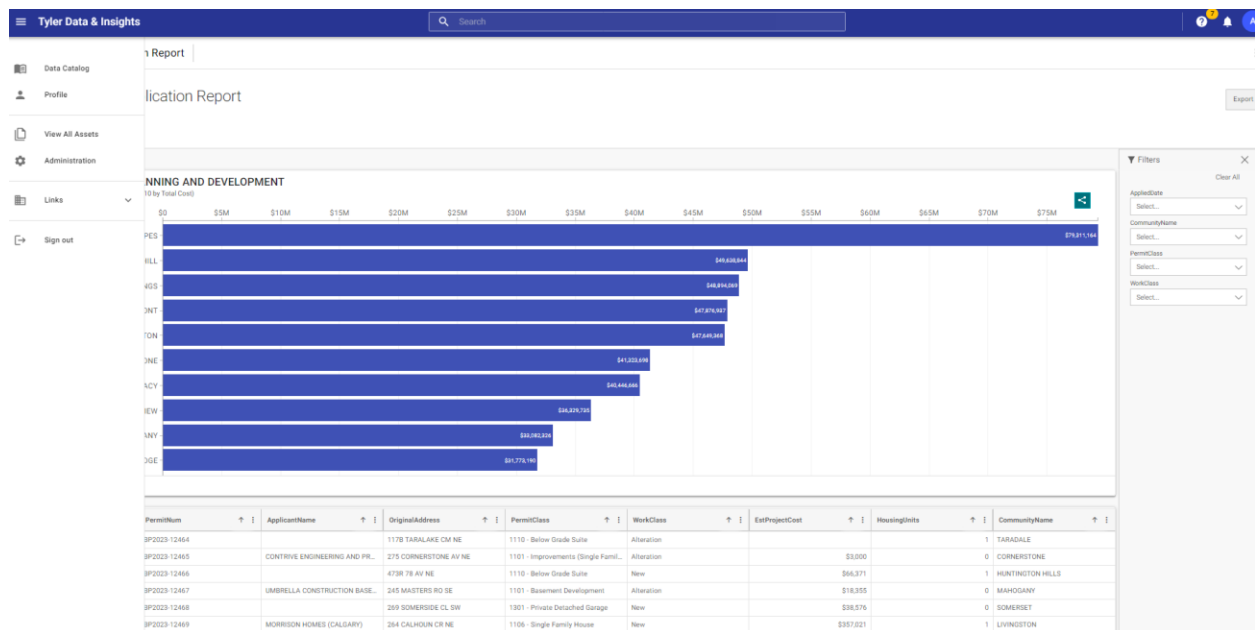 Tyler Data & Insights
Search
?
7
A
n Report
Data Catalog
Profile
lication Report
Export
View All Assets
Administration
Links
Sign out
Filters
Clear All
NNING AND DEVELOPMENT
10 by Total Cost)
AppliedDate
Select...
CommunityName
Select...
PermitClass
Select...
WorkClass
Select...
$0 $5M $10M $15M $20M $25M $30M $35M $40M $45M $50M $55M $60M $65M $70M $75M
PES $79,311,164
HILL $49,638,844
NGS
ONT $47,876,957
TON
ONE
ACY
IEW
ANY
DGE
PermitNum ApplicantName OriginalAddress PermitClass WorkClass EstProjectCost HousingUnits CommunityName
BP2023-12464 117B TARALAKE CM NE 1110 - Below Grade Suite Alteration 1 TARADALE
BP2023-12465 CONTRIVE ENGINEERING AND PR... 275 CORNERSTONE AV NE 1101 - Improvements (Single Famil... Alteration $3,000 0 CORNERSTONE
BP2023-12466 473R 78 AV NE 1110 - Below Grade Suite New $66,371 1 HUNTINGTON HILLS
BP2023-12467 UMBRELLA CONSTRUCTION BASE... 245 MASTERS RO SE 1101 - Basement Development Alteration $18,355 0 MAHOGANY
BP2023-12468 269 SOMERSIDE CL SW 1301 - Private Detached Garage New $38,576 0 SOMERSET
BP2023-12469 MORRISON HOMES (CALGARY) 264 CALHOUN CR NE 1106 - Single Family House New $357,021 1 LIVINGSTON